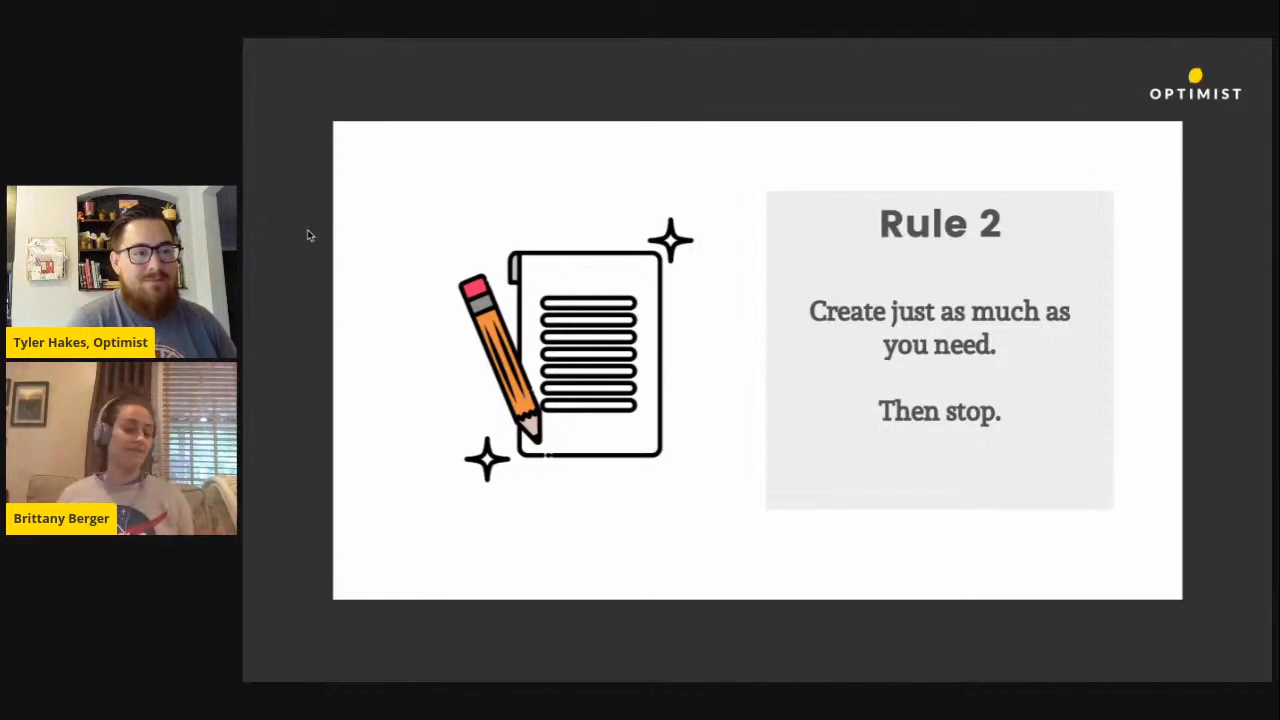 OPTIMIST
Tyler Hakes, Optimist
Brittany Berger
Rule 2
Create just as much as
you need.
Then stop.